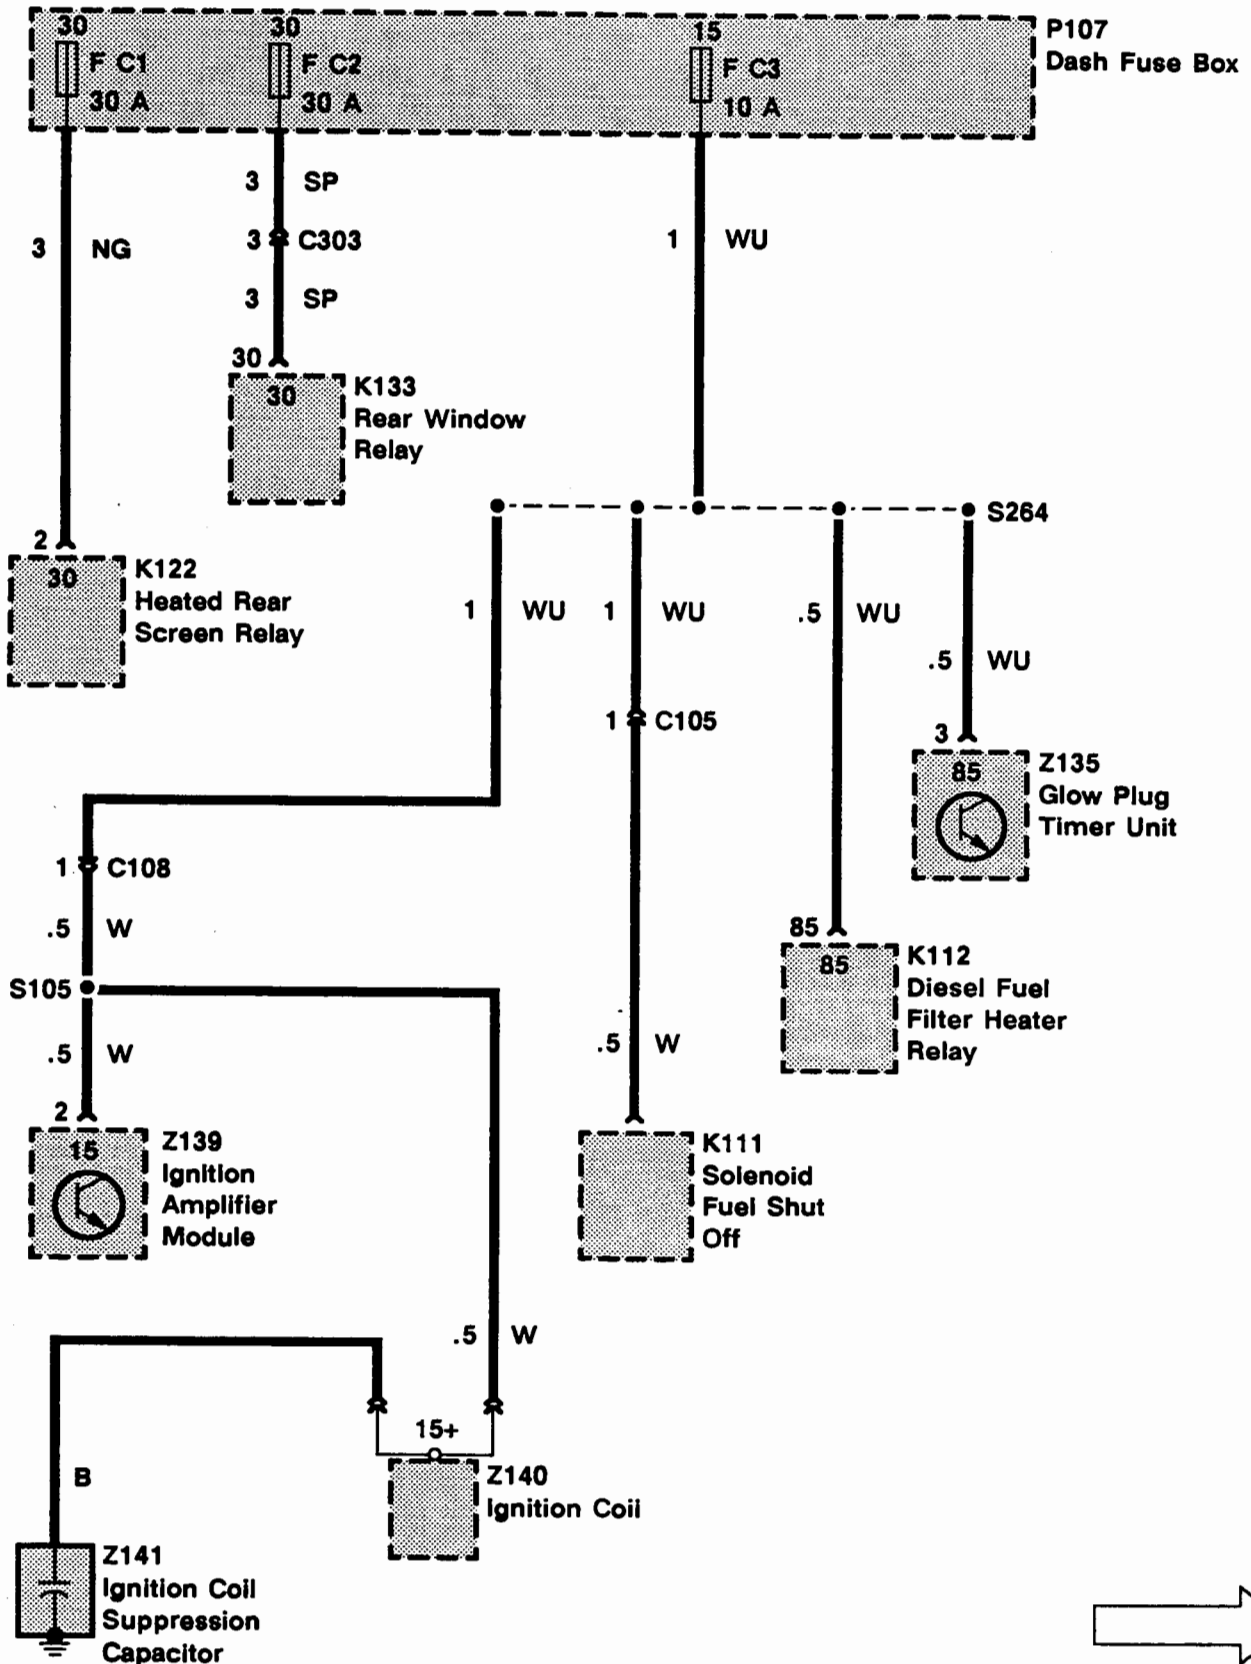 30
30
15
P107
Dash Fuse Box
F C1
30 A
F C2
30 A
F C3
10 A
3 SP
3 NG
3 C303
1 WU
3 SP
30
30
K133
Rear Window
Relay
S264
2
30
K122
Heated Rear
Screen Relay
1 WU
1 WU
.5 WU
.5 WU
1 C105
3
85
Z135
Glow Plug
Timer Unit
1 C108
.5 W
85
85
K112
Diesel Fuel
Filter Heater
Relay
S105
.5 W
.5 W
2
15
Z139
Ignition
Amplifier
Module
K111
Solenoid
Fuel Shut
Off
.5 W
15+
Z140
Ignition Coil
B
Z141
Ignition Coil
Suppression
Capacitor